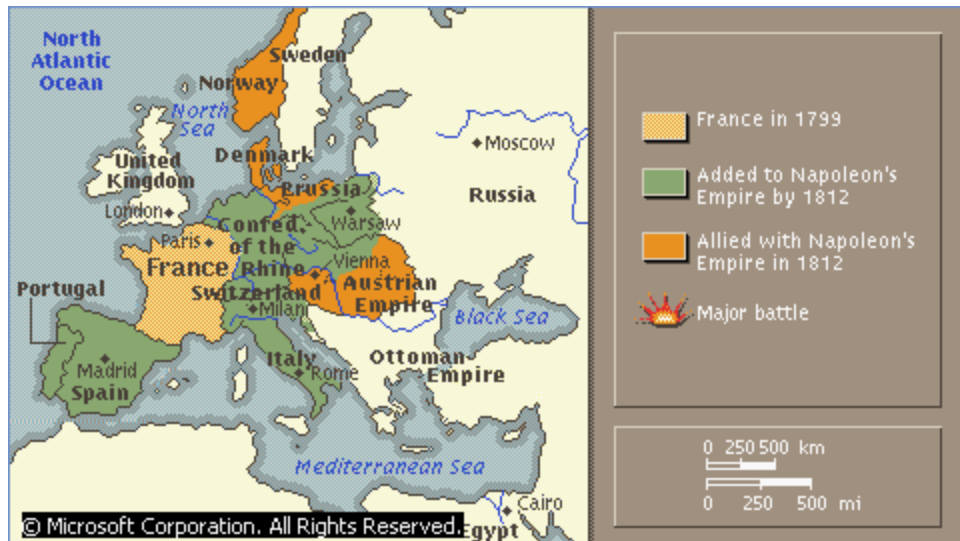 North
Atlantic
Ocean
Sweden
Norway
North
Sea
Denmark
Moscow
United
Kingdom
Prussia
Russia
London
Confed.
of the
Rhine
Warsaw
Paris
France
Vienna
Switzerland
Austrian
Empire
Portugal
Milan
Black Sea
Italy
Rome
Ottoman
Empire
Madrid
Spain
Mediterranean Sea
Cairo
Egypt
© Microsoft Corporation. All Rights Reserved.
France in 1799
Added to Napoleon's
Empire by 1812
Allied with Napoleon's
Empire in 1812
Major battle
0 250 500 km
0 250 500 mi